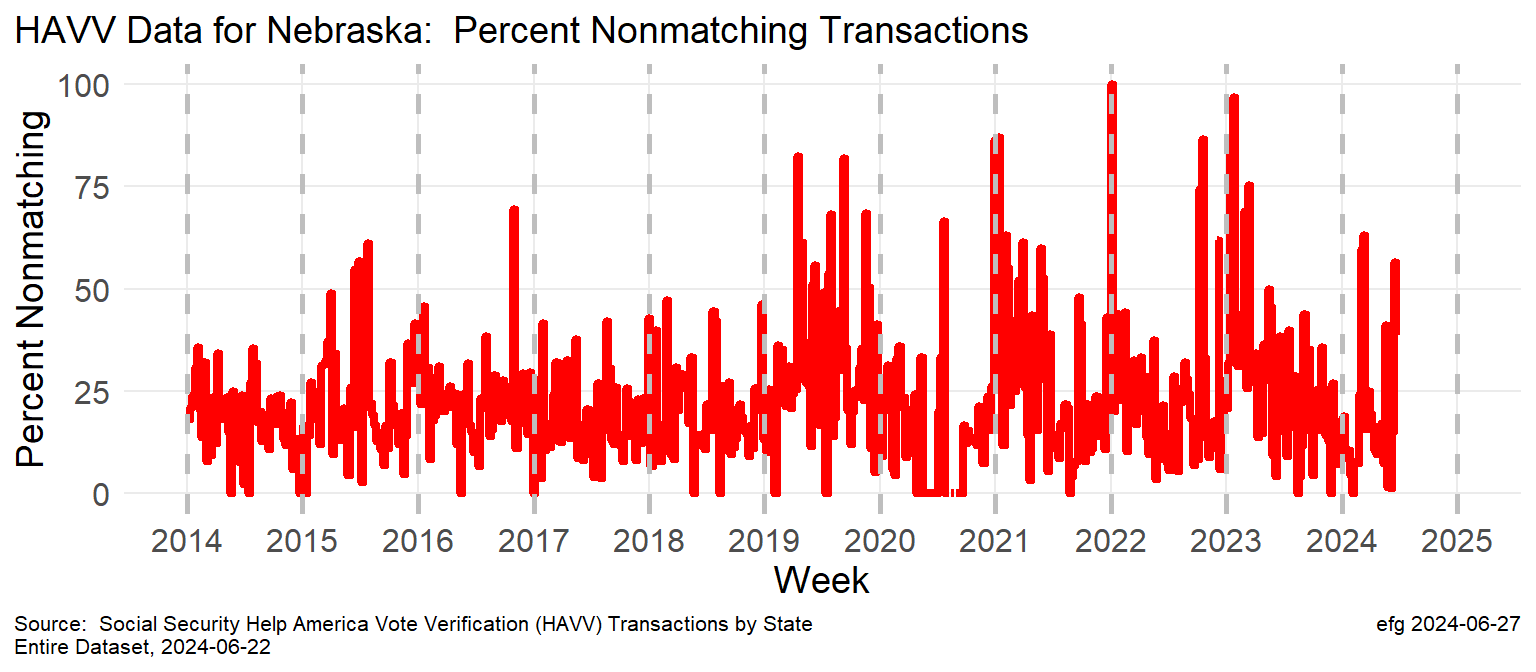 HAVV Data for Nebraska:  Percent Nonmatching Transactions
Percent Nonmatching
100
75
50
25
0
2014 2015 2016 2017 2018 2019 2020 2021 2022 2023 2024 2025
Week
Source:  Social Security Help America Vote Verification (HAVV) Transactions by State
Entire Dataset, 2024-06-22
efg 2024-06-27